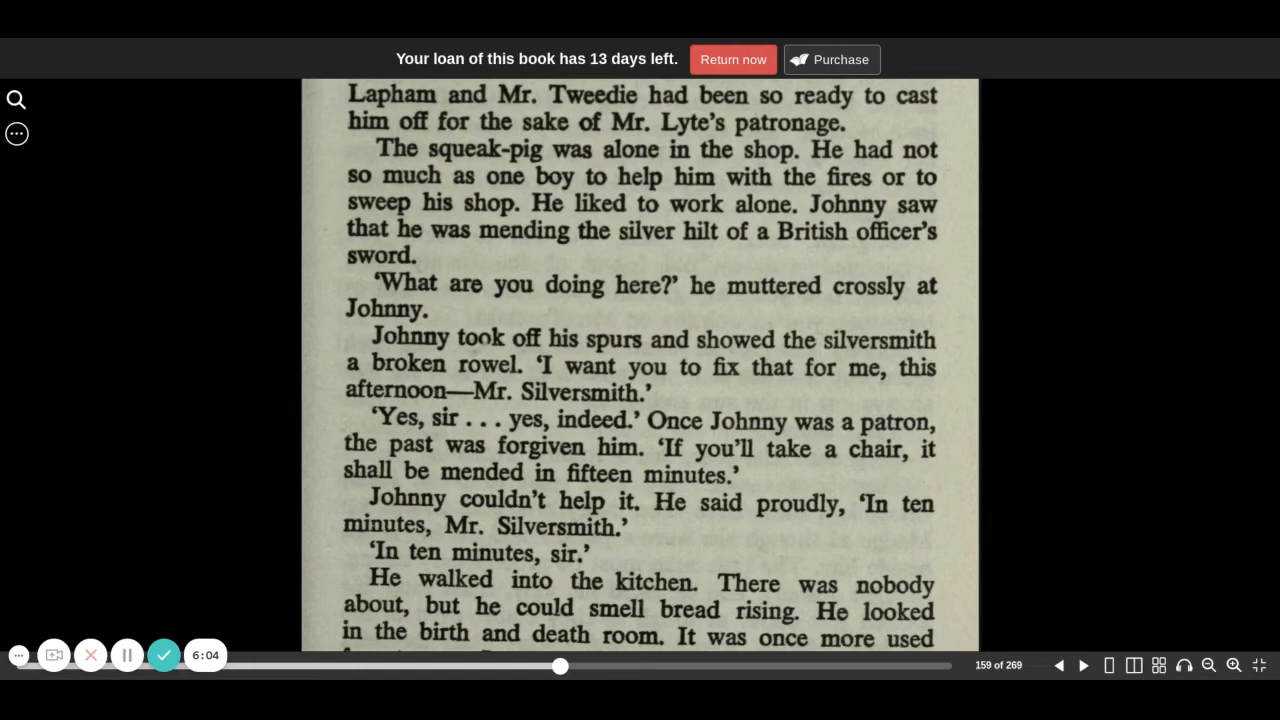 Your loan of this book has 13 days left. Return now Purchase
Lapham and Mr. Tweedie had been so ready to cast
him off for the sake of Mr. Lyte's patronage.
The squeak-pig was alone in the shop. He had not
so much as one boy to help him with the fires or to
sweep his shop. He liked to work alone. Johnny saw
that he was mending the silver hilt of a British officer's
sword.
‘What are you doing here?’ he muttered crossly at
Johnny.
Johnny took off his spurs and showed the silversmith
a broken rowel. ‘I want you to fix that for me, this
afternoon—Mr. Silversmith.’
‘Yes, sir . . . yes, indeed.’ Once Johnny was a patron,
the past was forgiven him. ‘If you'll take a chair, it
shall be mended in fifteen minutes.’
Johnny couldn't help it. He said proudly, ‘In ten
minutes, Mr. Silversmith.’
‘In ten minutes, sir.’
He walked into the kitchen. There was nobody
about, but he could smell bread rising. He looked
in the birth and death room. It was once more used
6:04
159 of 269